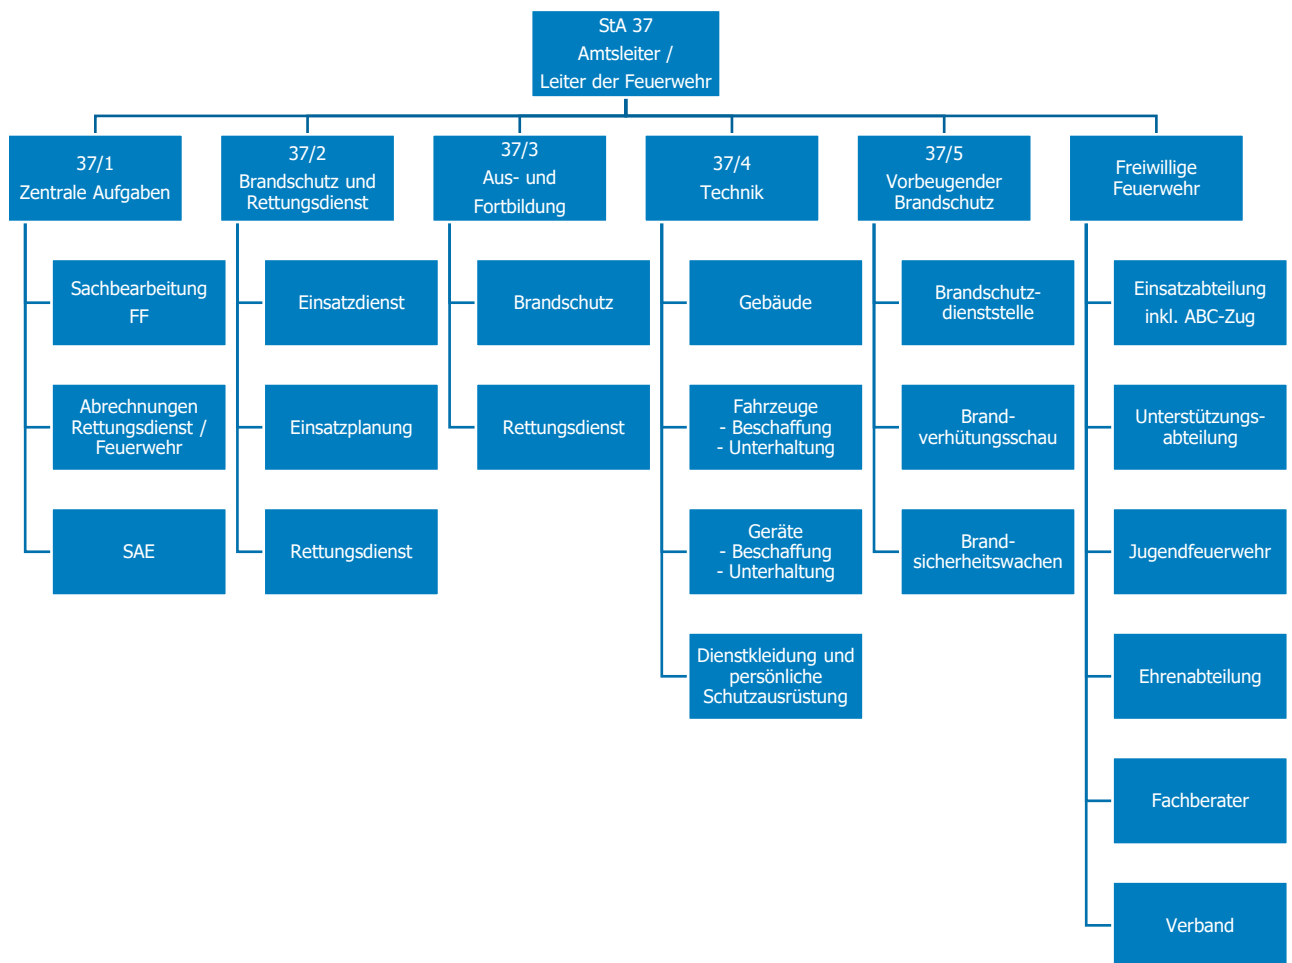 StA 37
Amtsleiter /
Leiter der Feuerwehr
37/1
Zentrale Aufgaben
Sachbearbeitung
FF
Abrechnungen
Rettungsdienst /
Feuerwehr
SAE
37/2
Brandschutz und
Rettungsdienst
Einsatzdienst
Einsatzplanung
Rettungsdienst
37/3
Aus- und
Fortbildung
Brandschutz
Rettungsdienst
37/4
Technik
Gebäude
Fahrzeuge
- Beschaffung
- Unterhaltung
Geräte
- Beschaffung
- Unterhaltung
Dienstkleidung und
persönliche
Schutzausrüstung
37/5
Vorbeugender
Brandschutz
Brandschutz-
dienststelle
Brand-
verhütungsschau
Brand-
sicherheitswachen
Freiwillige
Feuerwehr
Einsatzabteilung
inkl. ABC-Zug
Unterstützungs-
abteilung
Jugendfeuerwehr
Ehrenabteilung
Fachberater
Verband